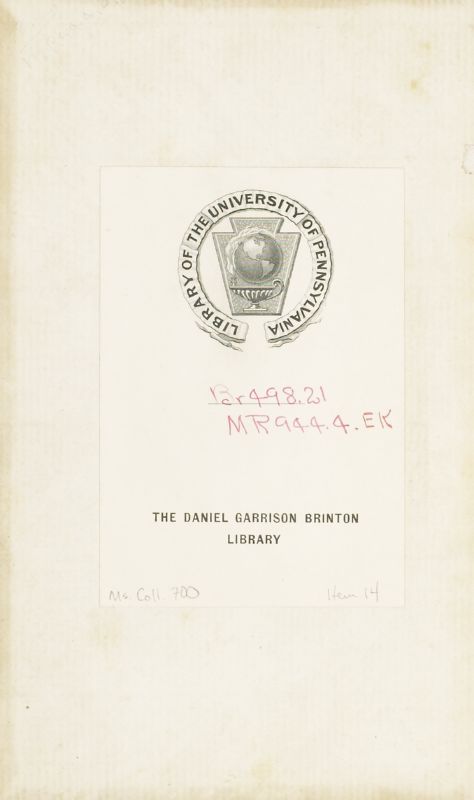 LIBRARY OF THE UNIVERSITY OF PENNSYLVANIA
Br498.21
MR944.4.EK
THE DANIEL GARRISON BRINTON
LIBRARY
Ms. Coll. 700
Item 14